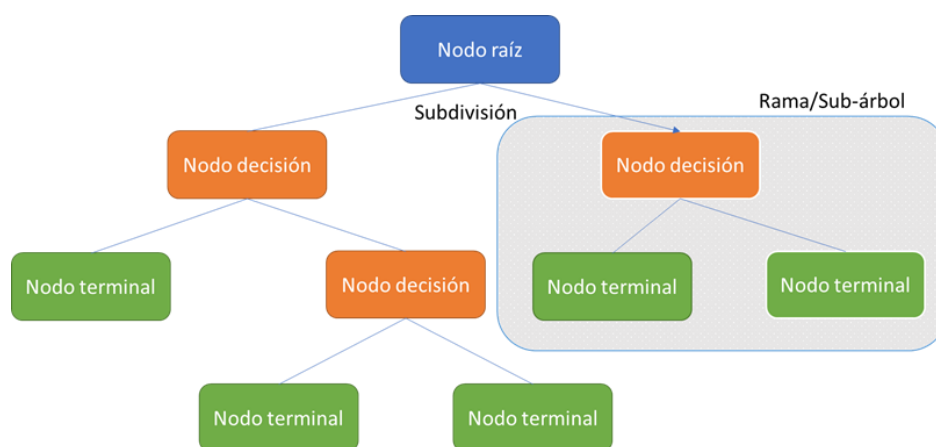 Nodo raíz
Subdivisión
Rama/Sub-árbol
Nodo decisión
Nodo decisión
Nodo terminal
Nodo decisión
Nodo terminal
Nodo terminal
Nodo terminal
Nodo terminal